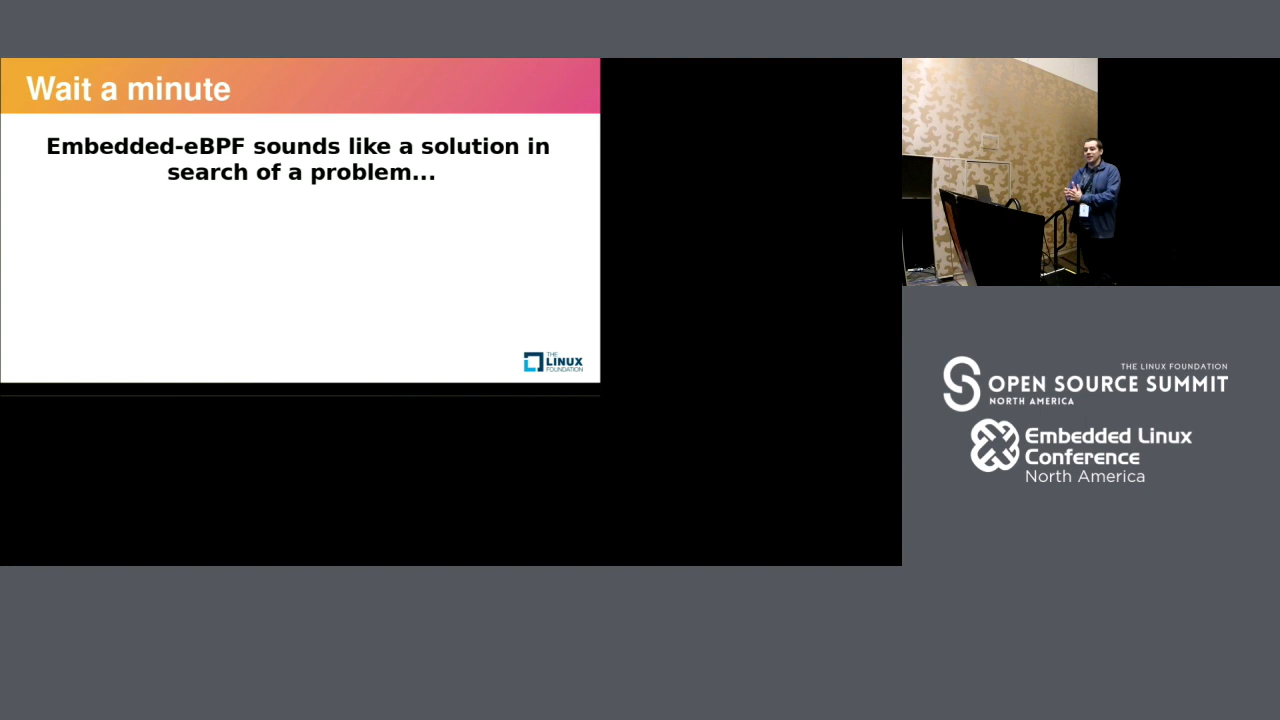 Wait a minute
Embedded-eBPF sounds like a solution in
search of a problem...
THE
LINUX
FOUNDATION
THE LINUX FOUNDATION
OPEN SOURCE SUMMIT
NORTH AMERICA
Embedded Linux
Conference
North America